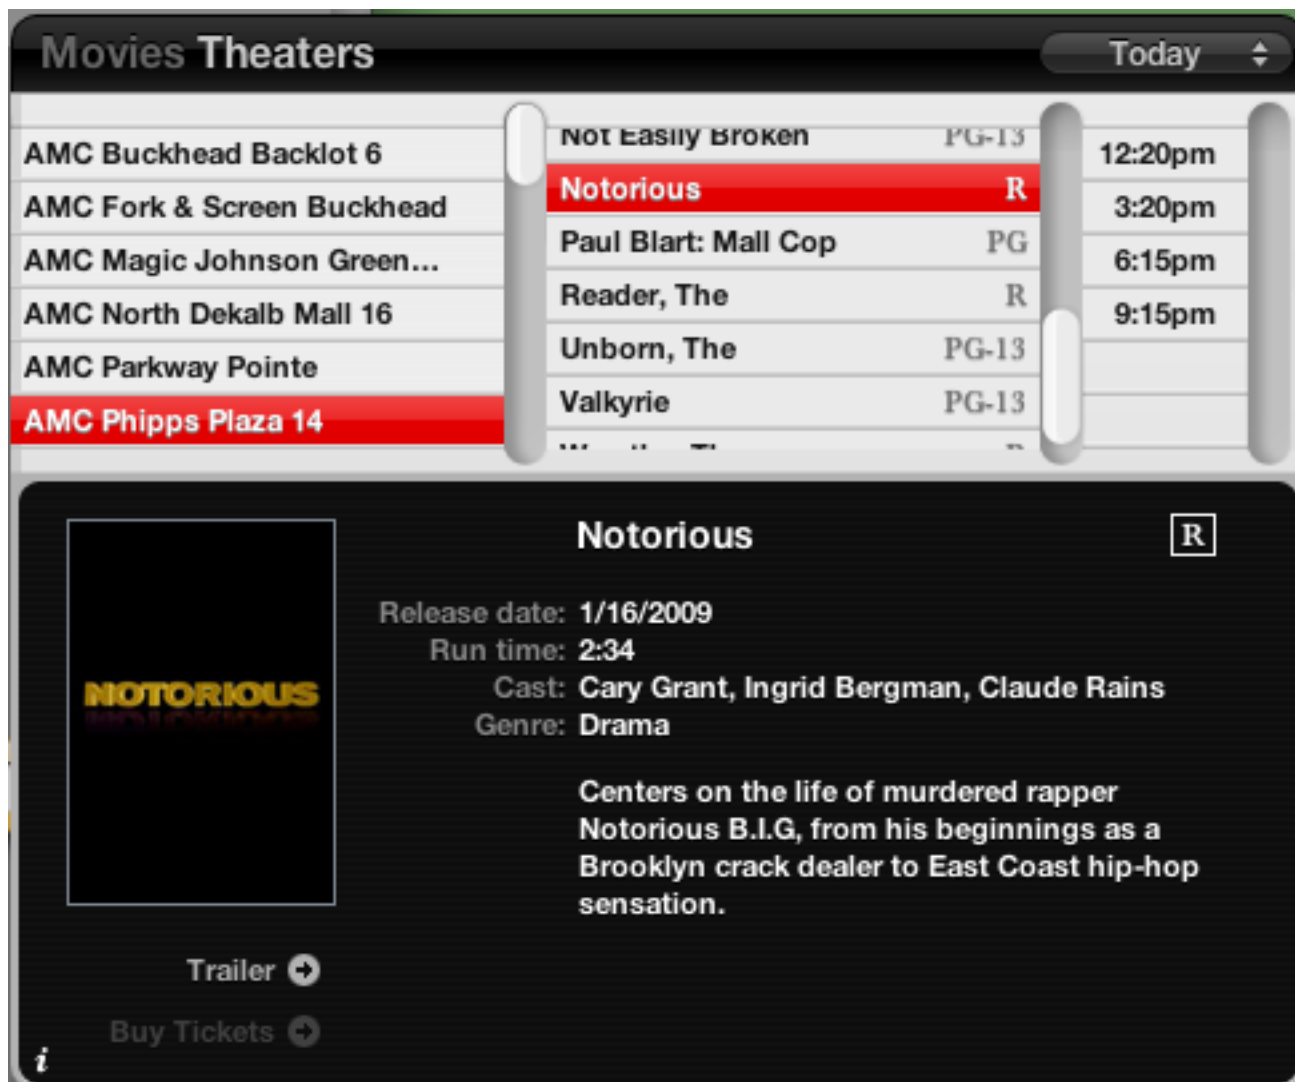 Movies Theaters
Today
AMC Buckhead Backlot 6
AMC Fork & Screen Buckhead
AMC Magic Johnson Green...
AMC North Dekalb Mall 16
AMC Parkway Pointe
AMC Phipps Plaza 14
Not Easily Broken PG-13
Notorious R
Paul Blart: Mall Cop PG
Reader, The R
Unborn, The PG-13
Valkyrie PG-13
12:20pm
3:20pm
6:15pm
9:15pm
NOTORIOUS
Notorious R
Release date: 1/16/2009
Run time: 2:34
Cast: Cary Grant, Ingrid Bergman, Claude Rains
Genre: Drama
Centers on the life of murdered rapper
Notorious B.I.G, from his beginnings as a
Brooklyn crack dealer to East Coast hip-hop
sensation.
Trailer
Buy Tickets
i